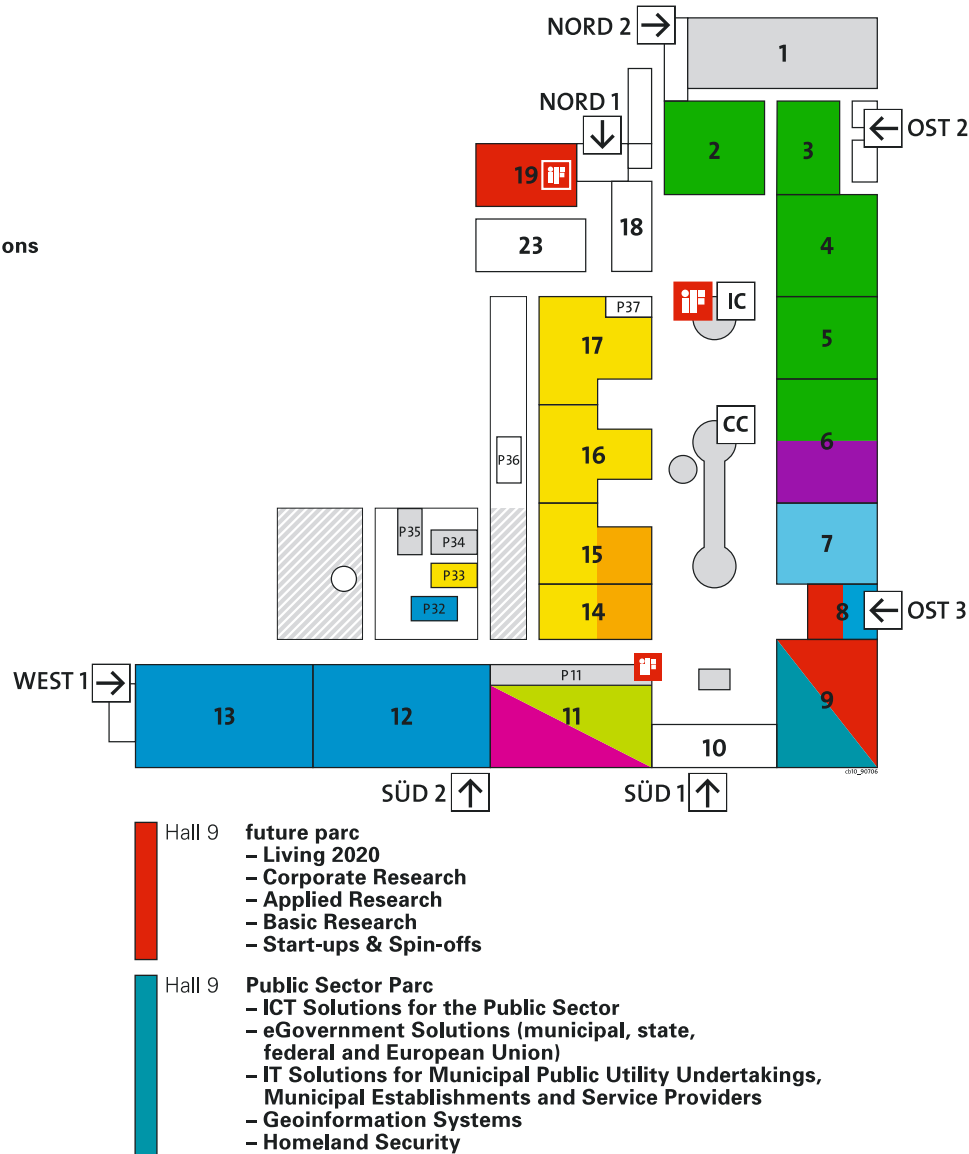 NORD 2
1
NORD 1
OST 2
2
3
19 iF
18
23
4
ons
iF IC
P37
5
17
CC
6
16
P36
7
P35
P34
15
P33
P32
14
8
OST 3
iF
WEST 1
P11
13
12
11
9
10
cb10_90706
SÜD 2
SÜD 1
Hall 9 future parc
– Living 2020
– Corporate Research
– Applied Research
– Basic Research
– Start-ups & Spin-offs
Hall 9 Public Sector Parc
– ICT Solutions for the Public Sector
– eGovernment Solutions (municipal, state,
federal and European Union)
– IT Solutions for Municipal Public Utility Undertakings,
Municipal Establishments and Service Providers
– Geoinformation Systems
– Homeland Security